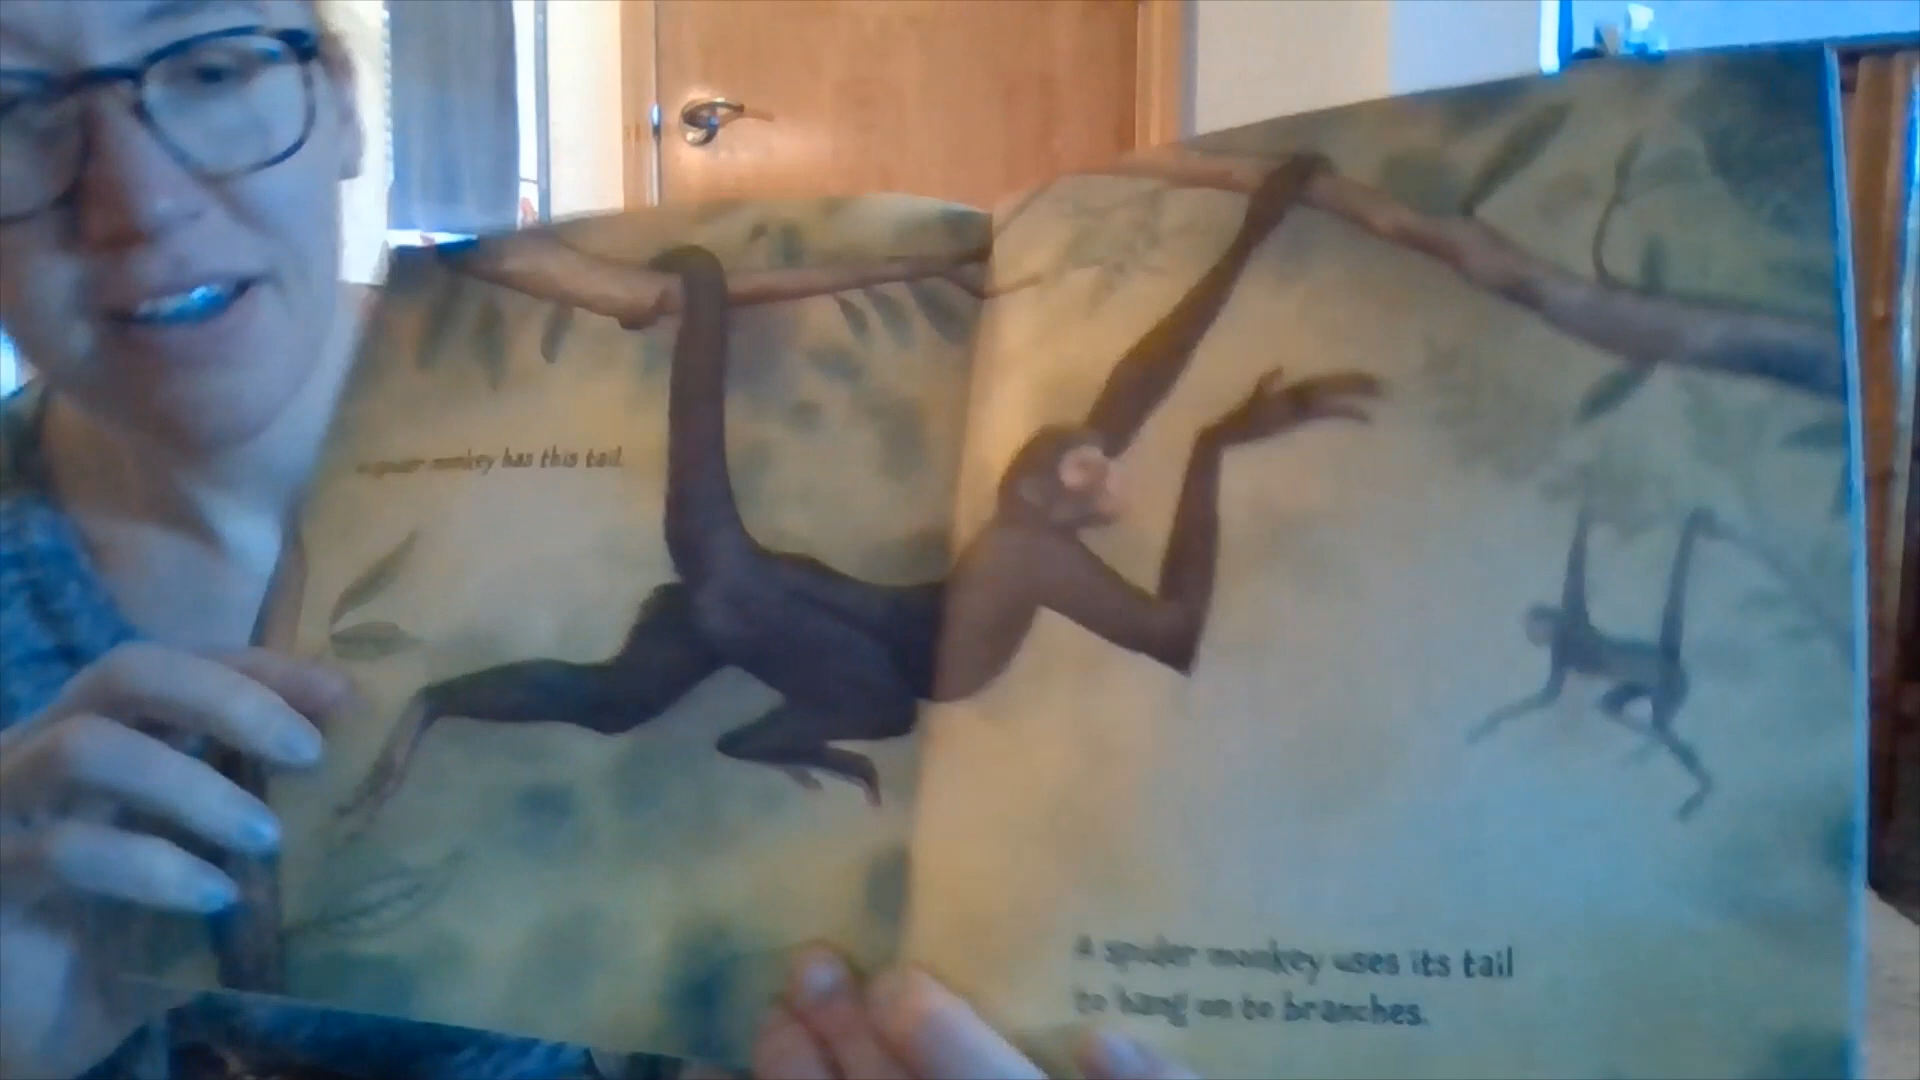 A spider monkey has this tail.
A spider monkey uses its tail
to hang on to branches.